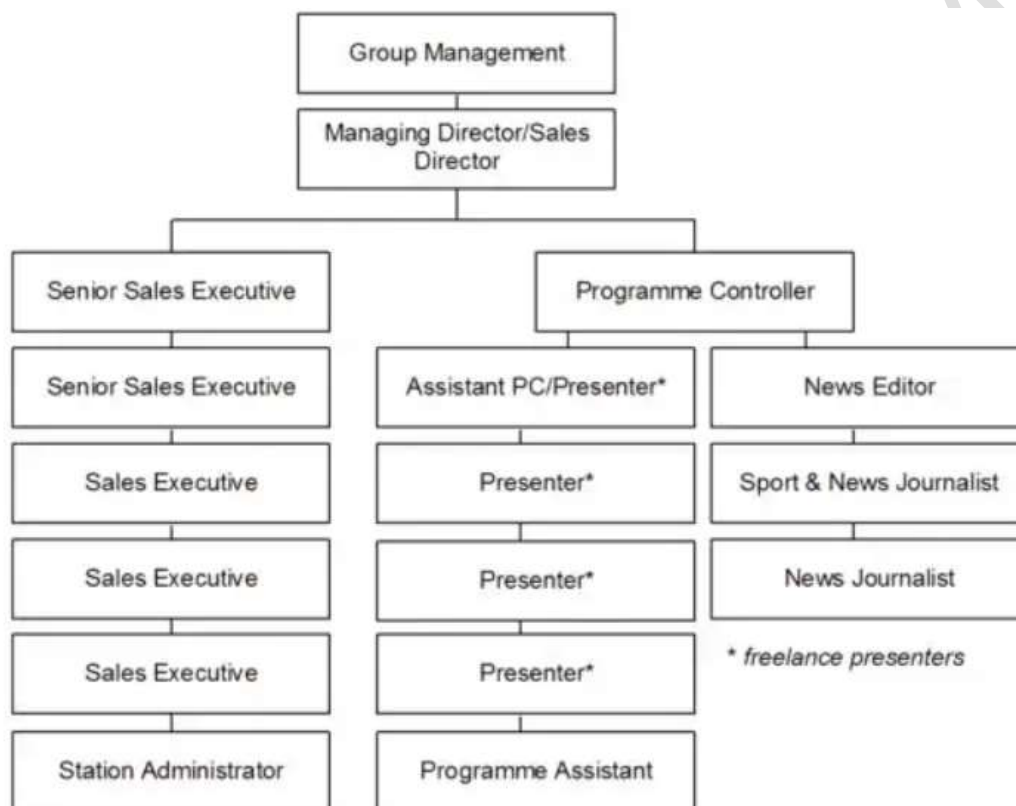 Group Management
Managing Director/Sales
Director
Senior Sales Executive
Programme Controller
Senior Sales Executive
Assistant PC/Presenter*
News Editor
Sales Executive
Presenter*
Sport & News Journalist
Sales Executive
Presenter*
News Journalist
Sales Executive
Presenter*
* freelance presenters
Station Administrator
Programme Assistant